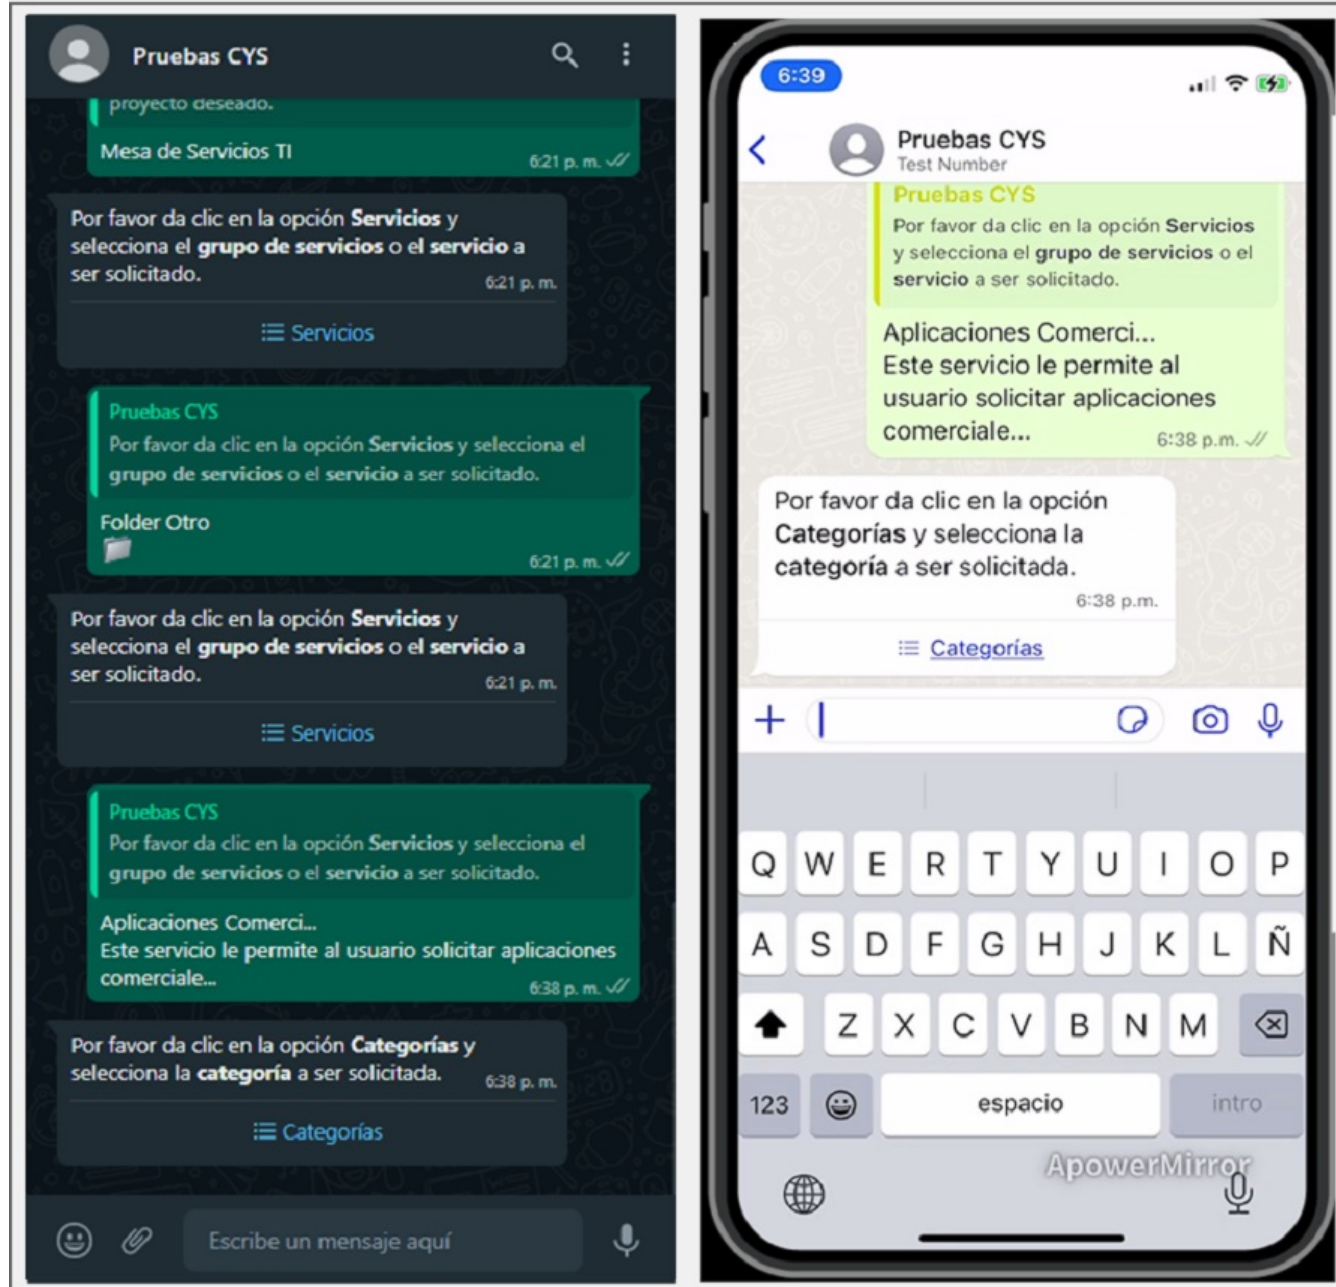 Pruebas CYS
proyecto deseado.
Mesa de Servicios TI
6:21 p. m.
Por favor da clic en la opción Servicios y
selecciona el grupo de servicios o el servicio a
ser solicitado.
6:21 p. m.
Servicios
Pruebas CYS
Por favor da clic en la opción Servicios y selecciona el
grupo de servicios o el servicio a ser solicitado.
Folder Otro
6:21 p. m.
Por favor da clic en la opción Servicios y
selecciona el grupo de servicios o el servicio a
ser solicitado.
6:21 p. m.
Servicios
Pruebas CYS
Por favor da clic en la opción Servicios y selecciona el
grupo de servicios o el servicio a ser solicitado.
Aplicaciones Comerci...
Este servicio le permite al usuario solicitar aplicaciones
comerciale...
6:38 p. m.
Por favor da clic en la opción Categorías y
selecciona la categoría a ser solicitada.
6:38 p. m.
Categorías
Escribe un mensaje aquí
6:39
Pruebas CYS
Test Number
Pruebas CYS
Por favor da clic en la opción Servicios
y selecciona el grupo de servicios o el
servicio a ser solicitado.
Aplicaciones Comerci...
Este servicio le permite al
usuario solicitar aplicaciones
comerciale...
6:38 p.m.
Por favor da clic en la opción
Categorías y selecciona la
categoría a ser solicitada.
6:38 p.m.
Categorías
Q W E R T Y U I O P
A S D F G H J K L Ñ
Z X C V B N M
123 espacio intro
ApowerMirror